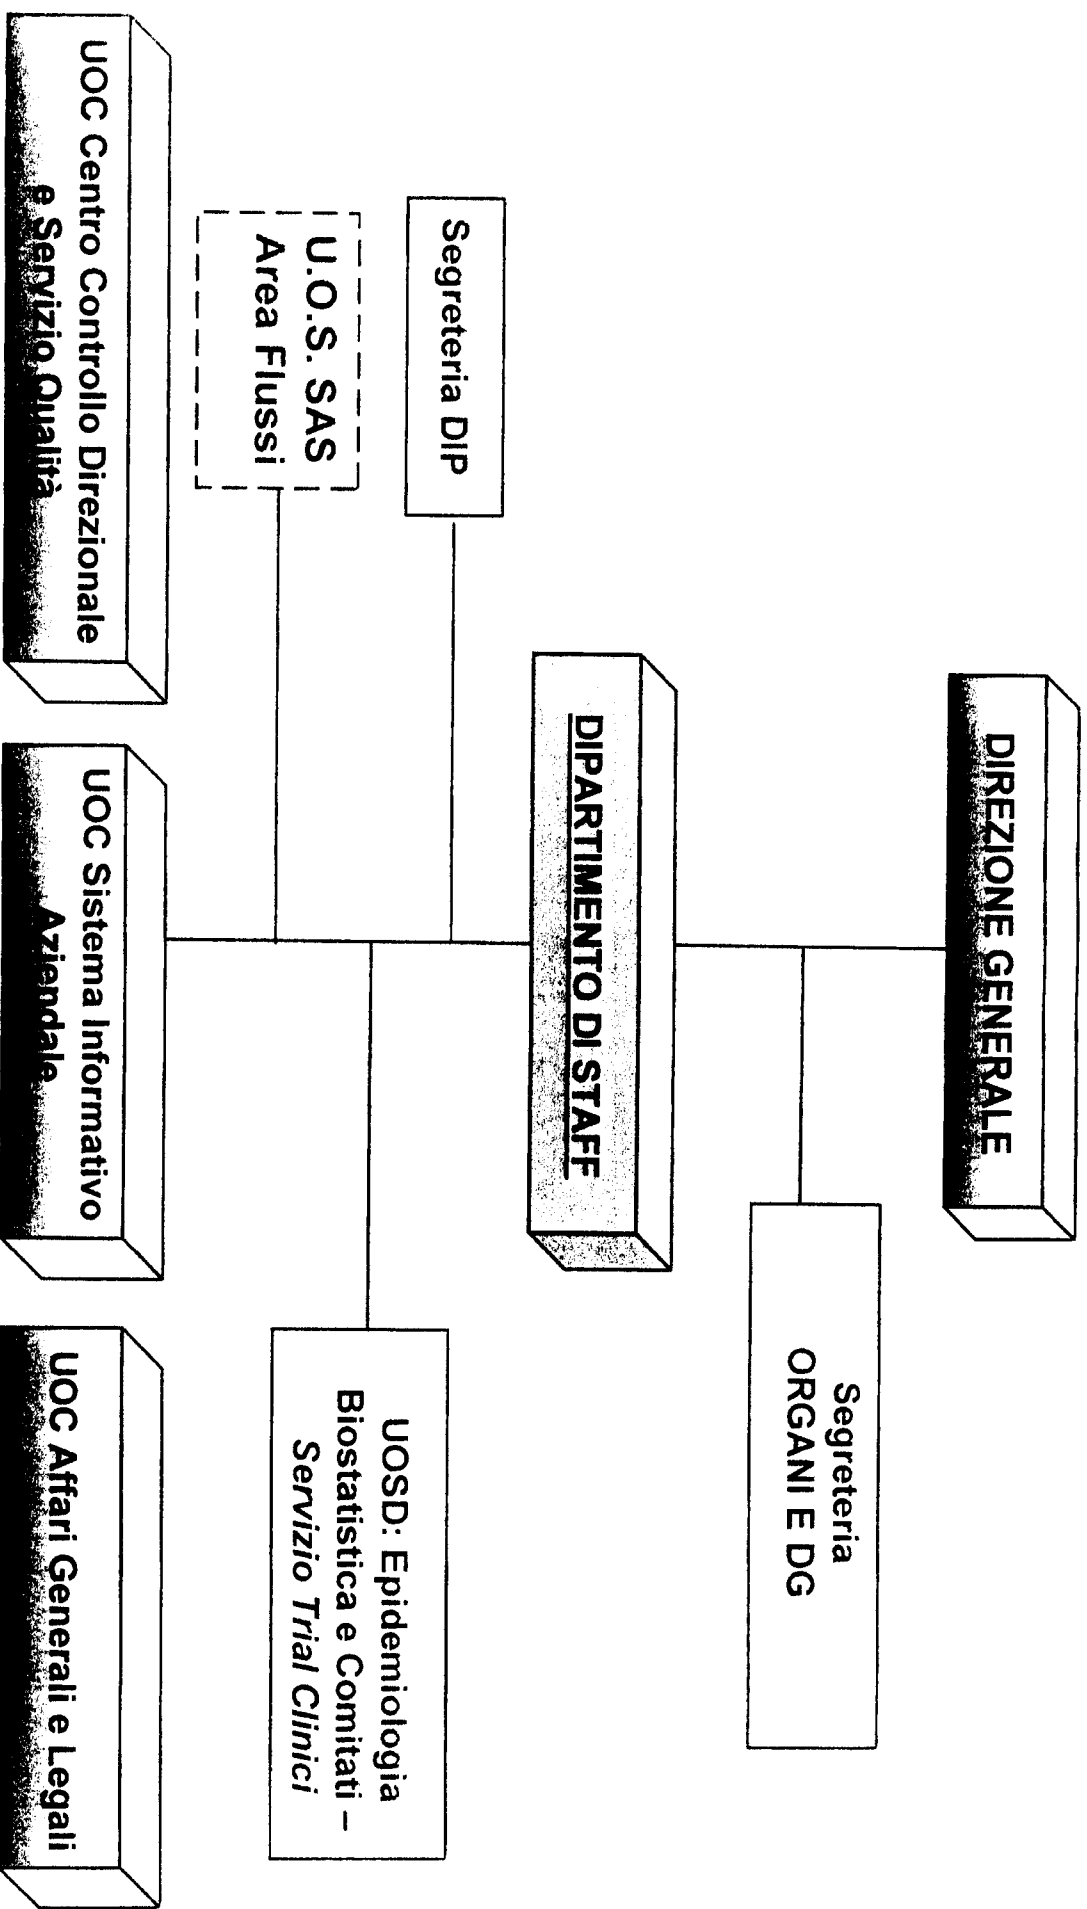 DIREZIONE GENERALE
Segreteria
ORGANI E DG
DIPARTIMENTO DI STAFF
Segreteria DIP
UOSD: Epidemiologia
Biostatistica e Comitati –
Servizio Trial Clinici
U.O.S. SAS
Area Flussi
UOC Centro Controllo Direzionale
e Servizio Qualità
UOC Sistema Informativo
Aziendale
UOC Affari Generali e Legali